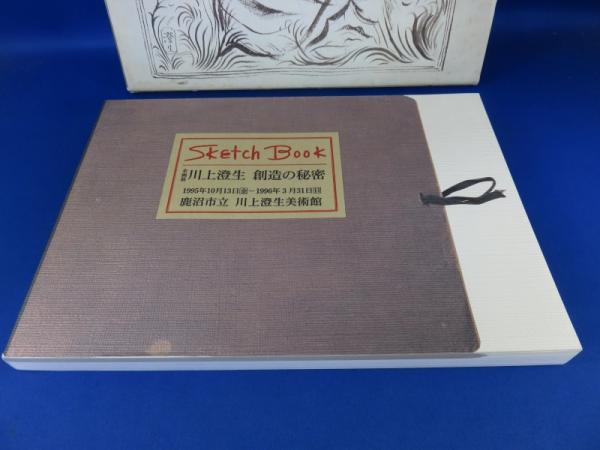 Sketch Book
川上澄生 創造の秘密
1995年10月13日㊎−1996年3月31日㊐
鹿沼市立 川上澄生美術館